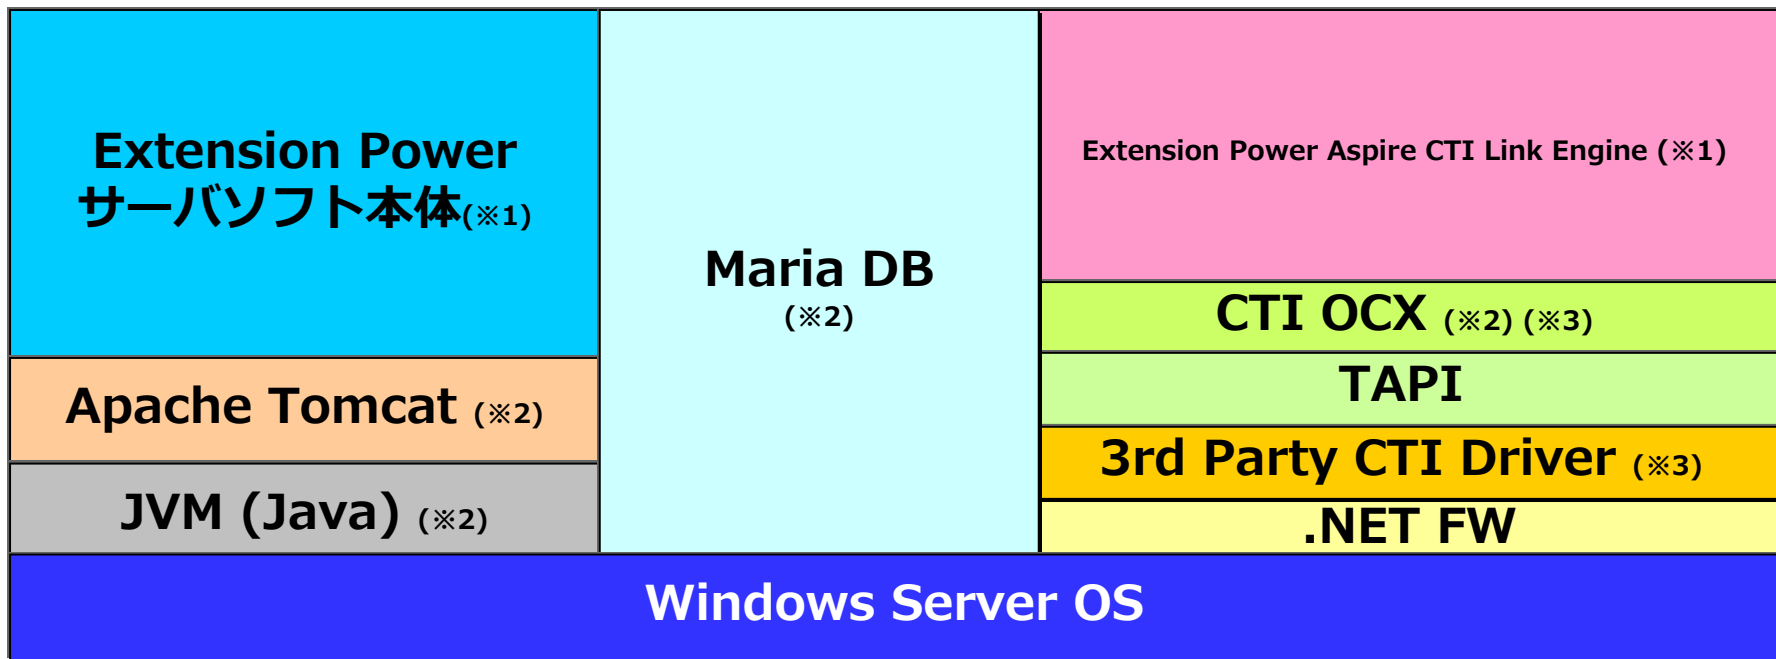 Extension Power
サーバソフト本体(※1)
Apache Tomcat (※2)
JVM (Java) (※2)
Maria DB
(※2)
Extension Power Aspire CTI Link Engine (※1)
CTI OCX (※2) (※3)
TAPI
3rd Party CTI Driver (※3)
.NET FW
Windows Server OS